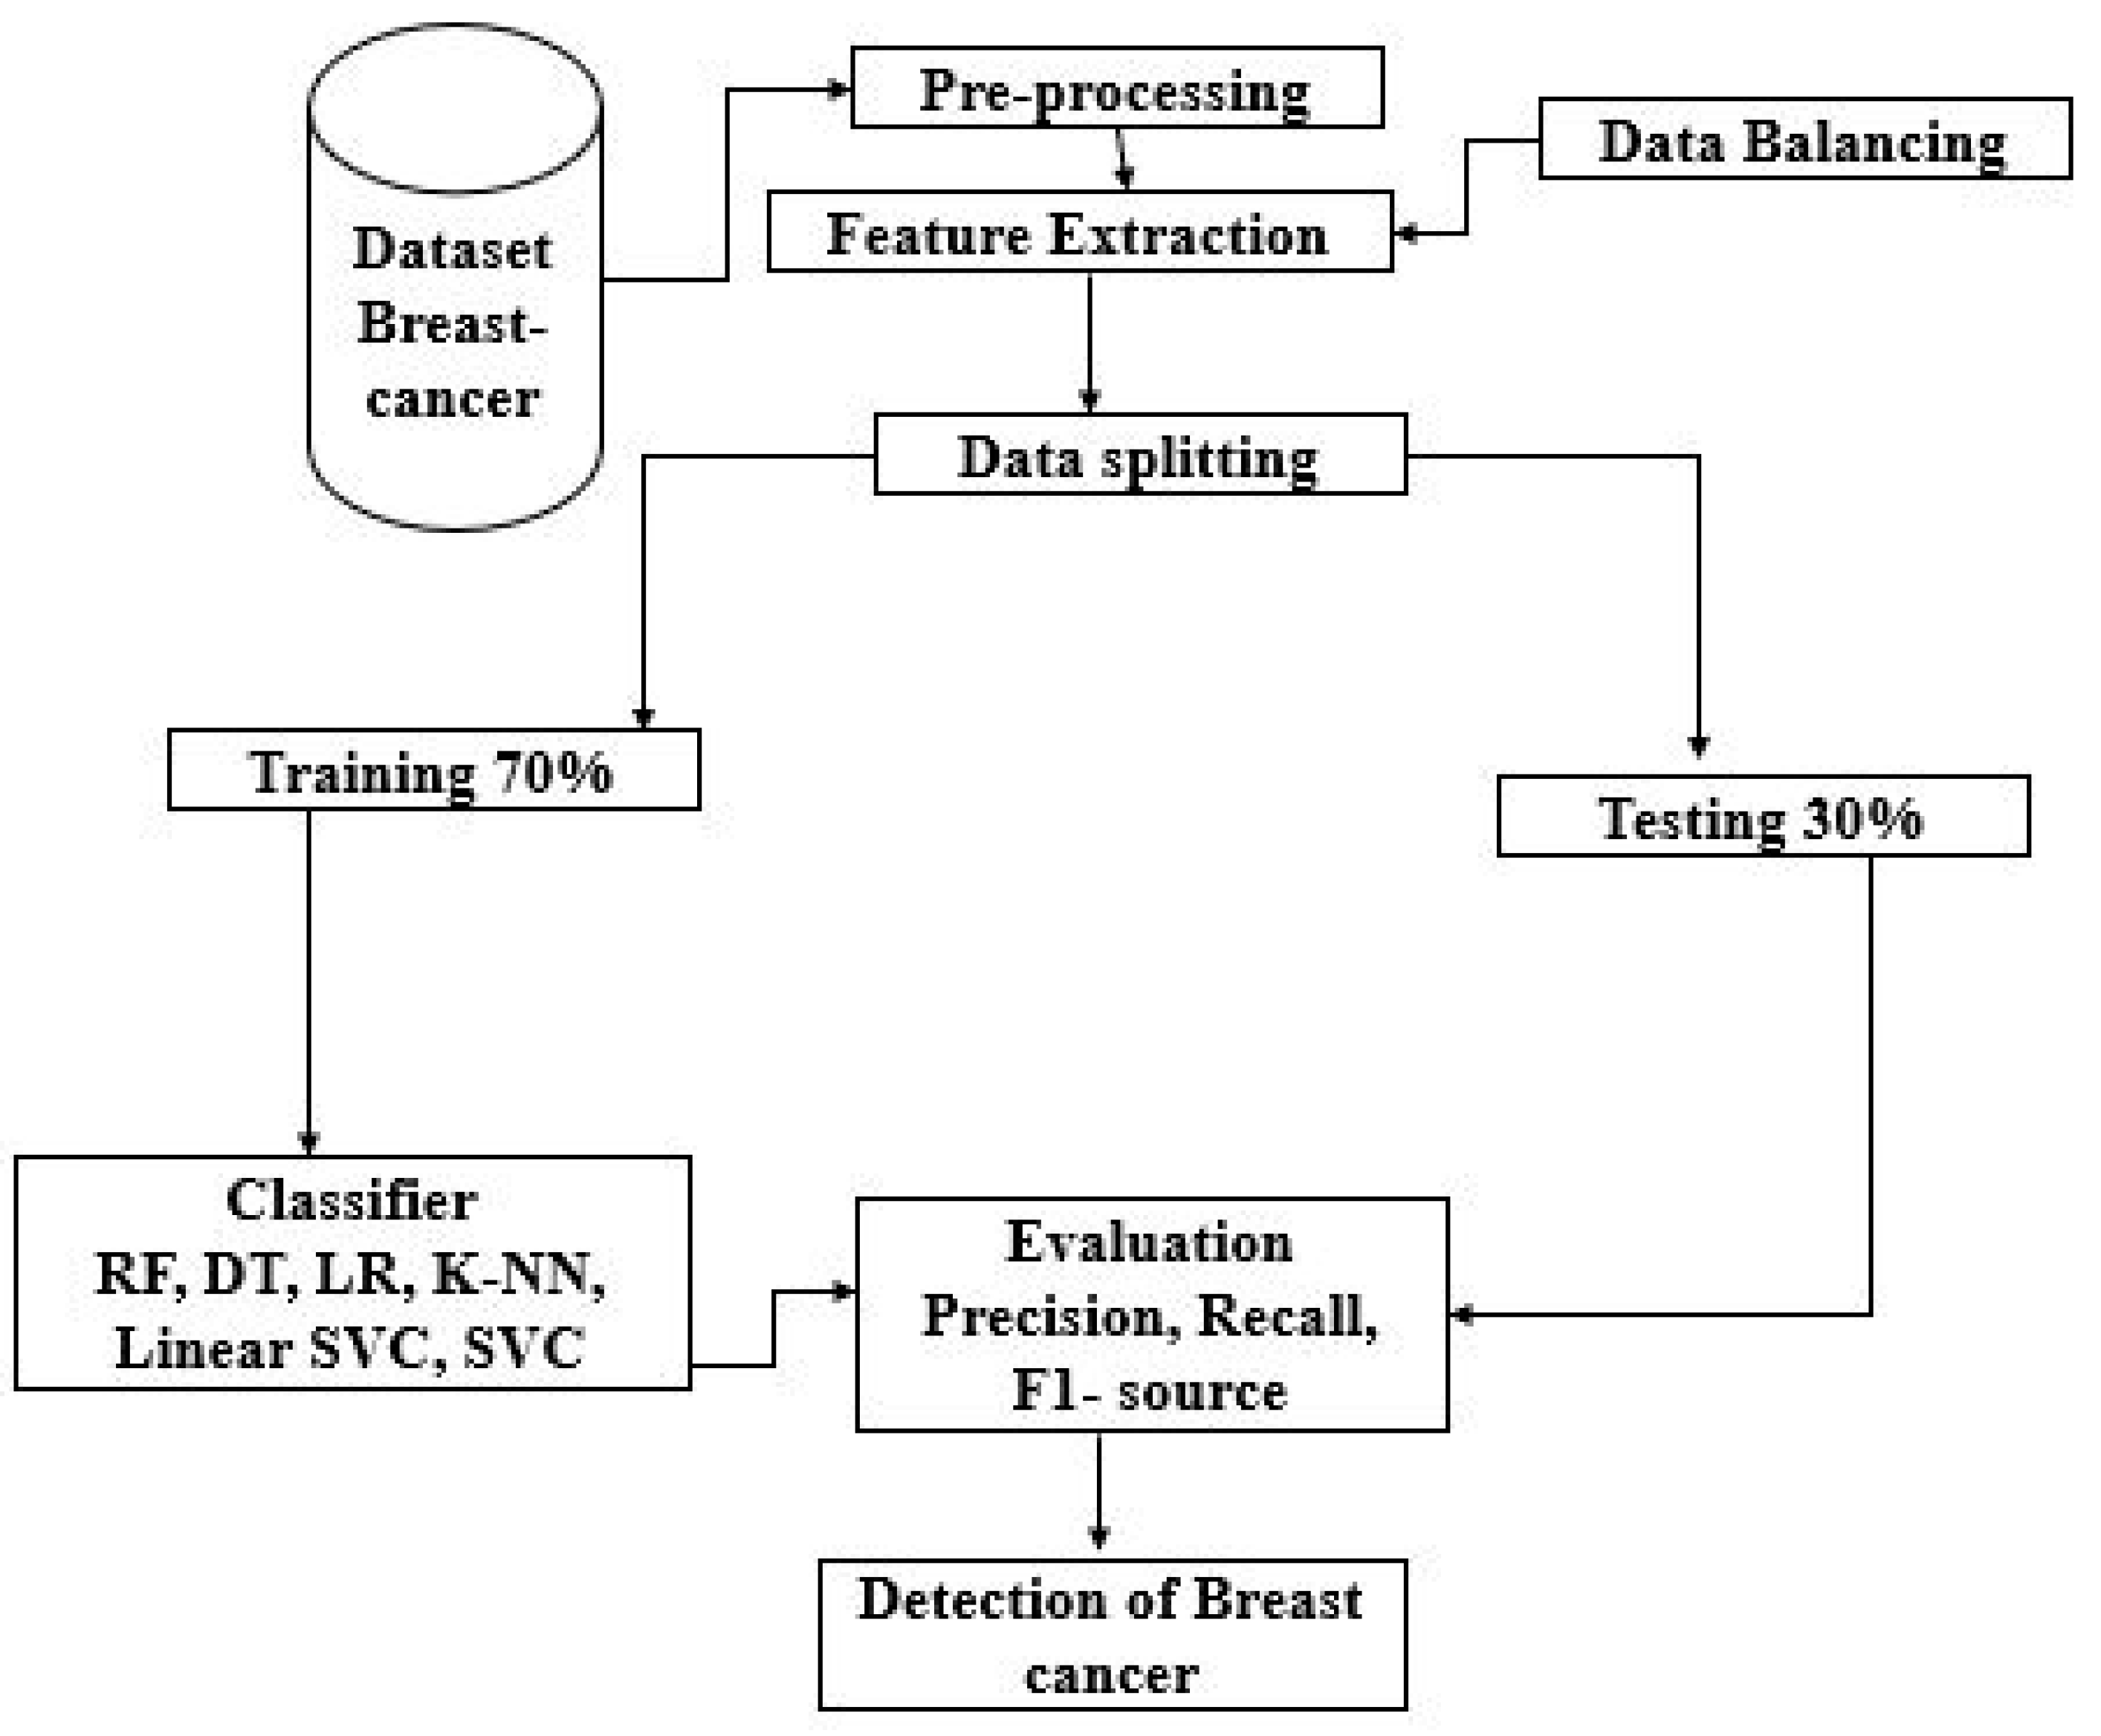 Dataset
Breast-
cancer
Pre-processing
Data Balancing
Feature Extraction
Data splitting
Training 70%
Testing 30%
Classifier
RF, DT, LR, K-NN,
Linear SVC, SVC
Evaluation
Precision, Recall,
F1- source
Detection of Breast
cancer